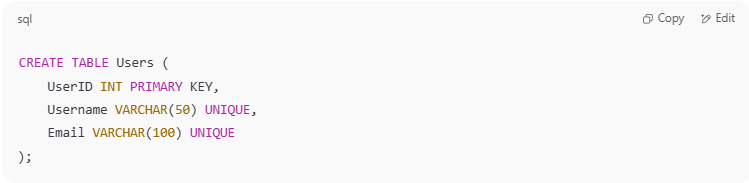 sql Copy Edit
CREATE TABLE Users (
UserID INT PRIMARY KEY,
Username VARCHAR(50) UNIQUE,
Email VARCHAR(100) UNIQUE
);